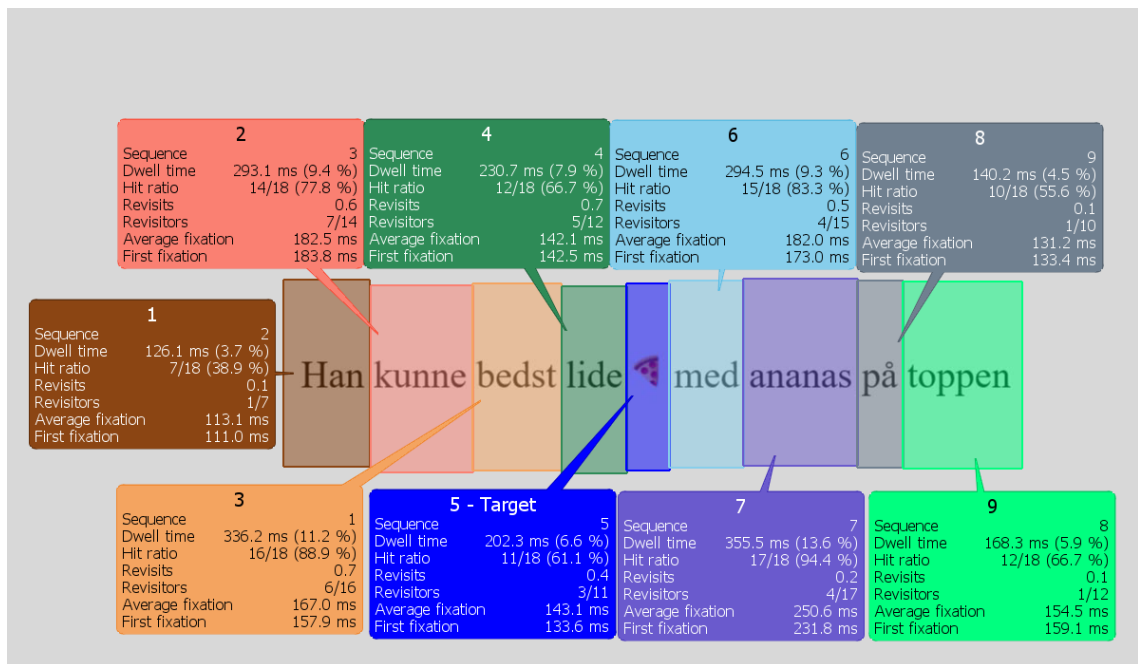 2
Sequence 3
Dwell time 293.1 ms (9.4 %)
Hit ratio 14/18 (77.8 %)
Revisits 0.6
Revisitors 7/14
Average fixation 182.5 ms
First fixation 183.8 ms
4
Sequence 4
Dwell time 230.7 ms (7.9 %)
Hit ratio 12/18 (66.7 %)
Revisits 0.7
Revisitors 5/12
Average fixation 142.1 ms
First fixation 142.5 ms
6
Sequence 6
Dwell time 294.5 ms (9.3 %)
Hit ratio 15/18 (83.3 %)
Revisits 0.5
Revisitors 4/15
Average fixation 182.0 ms
First fixation 173.0 ms
8
Sequence 9
Dwell time 140.2 ms (4.5 %)
Hit ratio 10/18 (55.6 %)
Revisits 0.1
Revisitors 1/10
Average fixation 131.2 ms
First fixation 133.4 ms
1
Sequence 2
Dwell time 126.1 ms (3.7 %)
Hit ratio 7/18 (38.9 %)
Revisits 0.1
Revisitors 1/7
Average fixation 113.1 ms
First fixation 111.0 ms
Han kunne bedst lide 🍕 med ananas på toppen
3
Sequence 1
Dwell time 336.2 ms (11.2 %)
Hit ratio 16/18 (88.9 %)
Revisits 0.7
Revisitors 6/16
Average fixation 167.0 ms
First fixation 157.9 ms
5 - Target
Sequence 5
Dwell time 202.3 ms (6.6 %)
Hit ratio 11/18 (61.1 %)
Revisits 0.4
Revisitors 3/11
Average fixation 143.1 ms
First fixation 133.6 ms
7
Sequence 7
Dwell time 355.5 ms (13.6 %)
Hit ratio 17/18 (94.4 %)
Revisits 0.2
Revisitors 4/17
Average fixation 250.6 ms
First fixation 231.8 ms
9
Sequence 8
Dwell time 168.3 ms (5.9 %)
Hit ratio 12/18 (66.7 %)
Revisits 0.1
Revisitors 1/12
Average fixation 154.5 ms
First fixation 159.1 ms